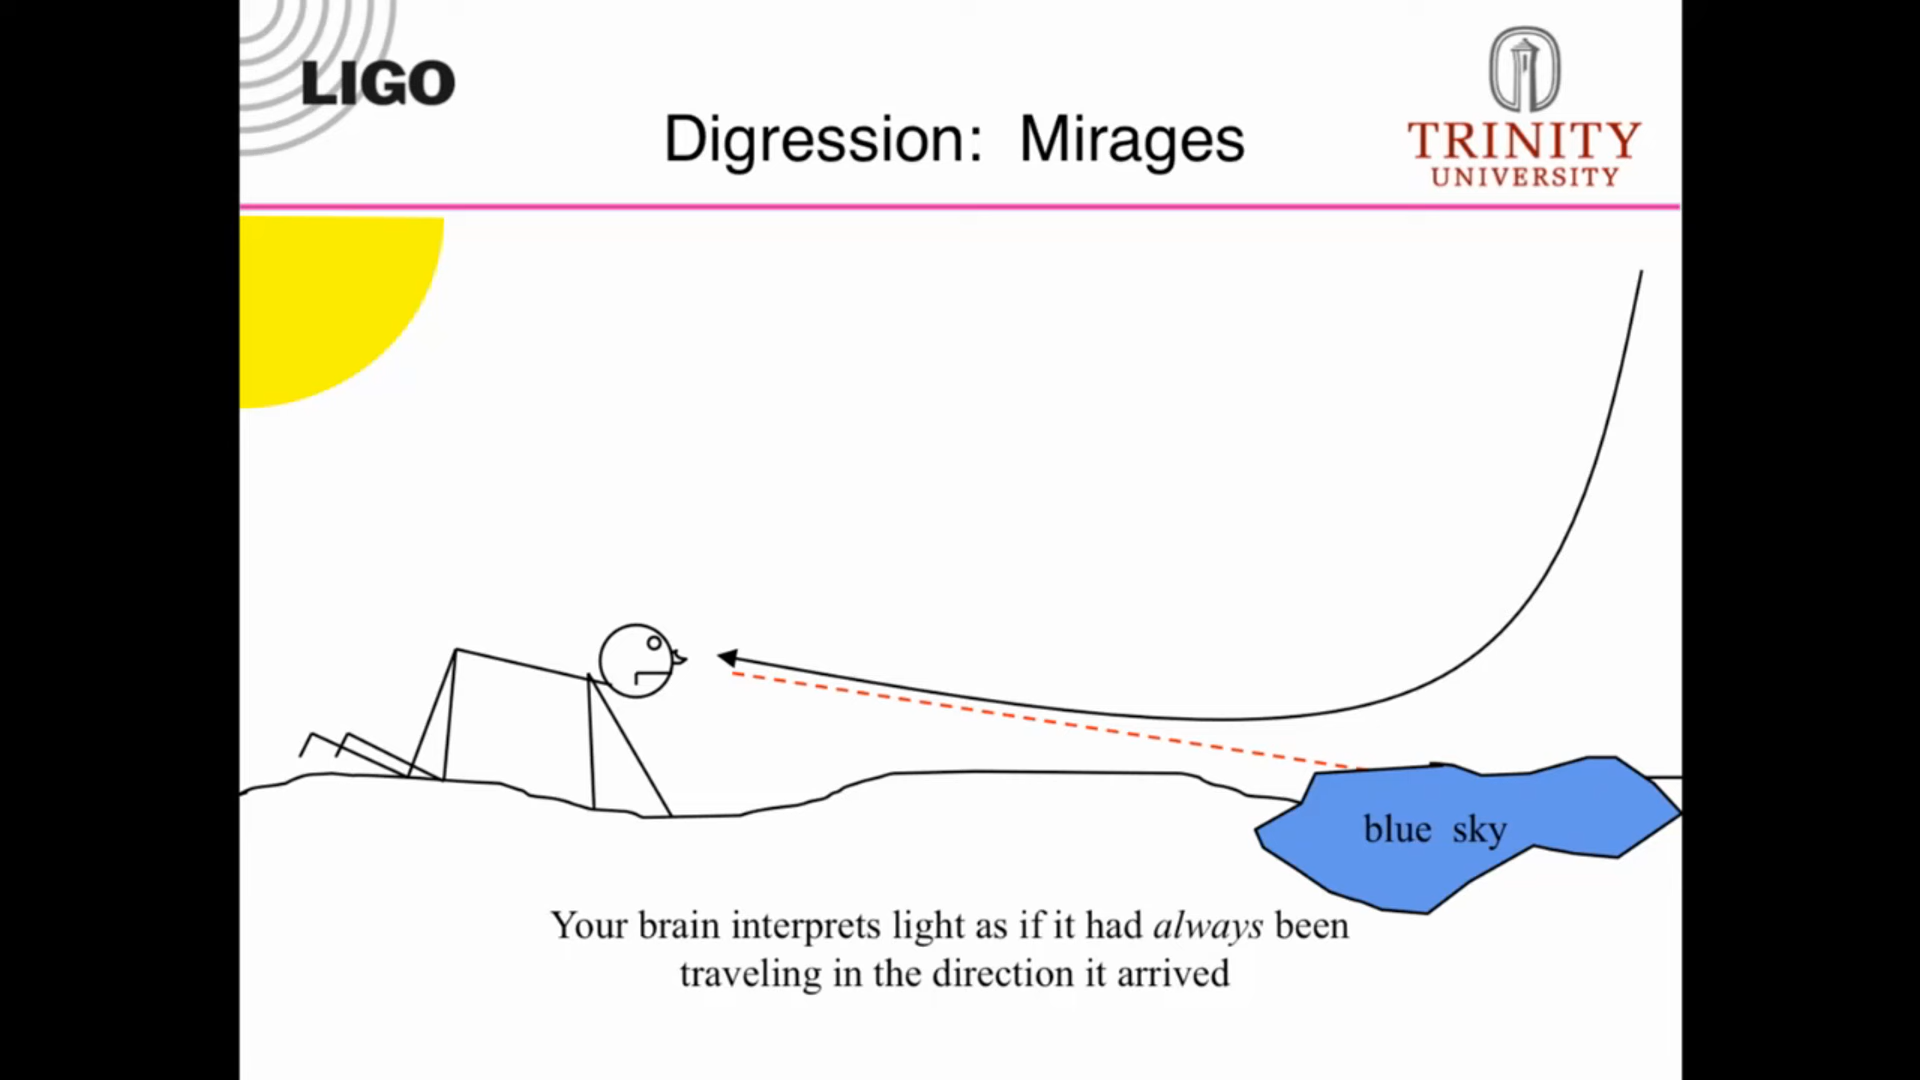 LIGO
Digression: Mirages
TRINITY
UNIVERSITY
blue sky
Your brain interprets light as if it had always been
traveling in the direction it arrived